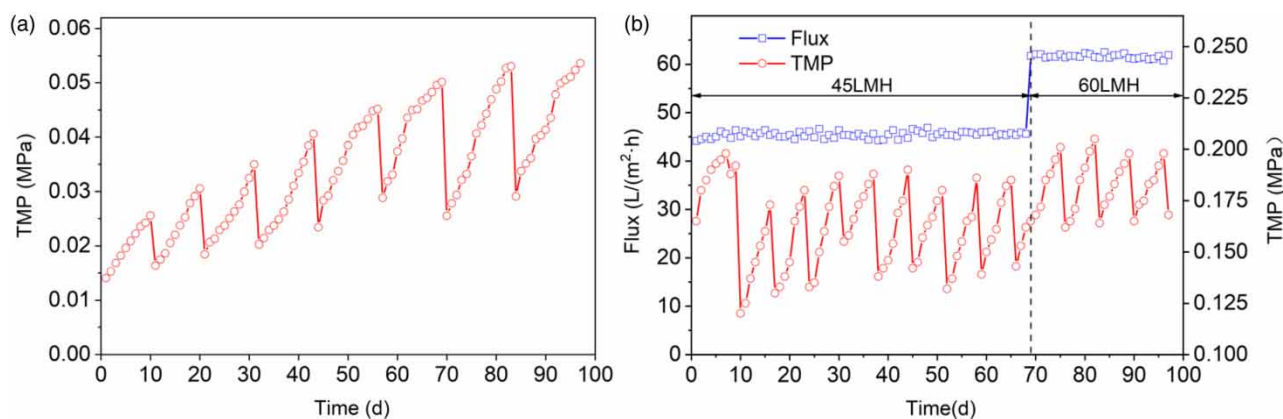 (a)
TMP (MPa)
0.06
0.05
0.04
0.03
0.02
0.01
0.00
0 10 20 30 40 50 60 70 80 90 100
Time (d)
(b)
Flux (L/(m²·h)
60
50
40
30
20
10
0
Flux
TMP
45LMH
60LMH
0.250
0.225
0.200
0.175
0.150
0.125
0.100
TMP (MPa)
0 10 20 30 40 50 60 70 80 90 100
Time(d)